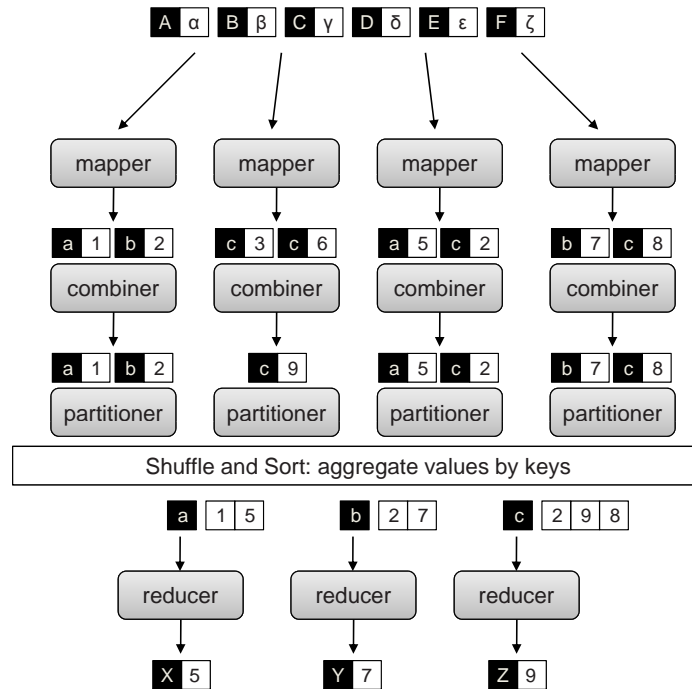 A α B β C γ D δ E ε F ζ
mapper mapper mapper mapper
a 1 b 2 c 3 c 6 a 5 c 2 b 7 c 8
combiner combiner combiner combiner
a 1 b 2 c 9 a 5 c 2 b 7 c 8
partitioner partitioner partitioner partitioner
Shuffle and Sort: aggregate values by keys
a 1 5 b 2 7 c 2 9 8
reducer reducer reducer
X 5 Y 7 Z 9